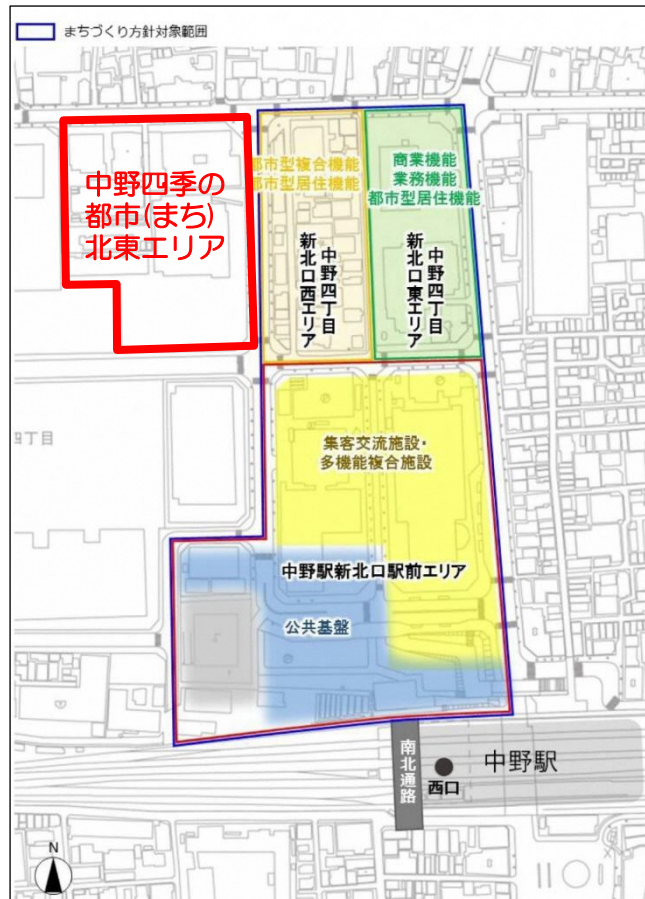 まちづくり方針対象範囲
中野四季の
都市(まち)
北東エリア
都市型複合機能
都市型居住機能
商業機能
業務機能
都市型居住機能
中野四丁目
新北口西エリア
中野四丁目
新北口東エリア
四丁目
集客交流施設・
多機能複合施設
中野駅新北口駅前エリア
公共基盤
南北通路
西口
中野駅
N